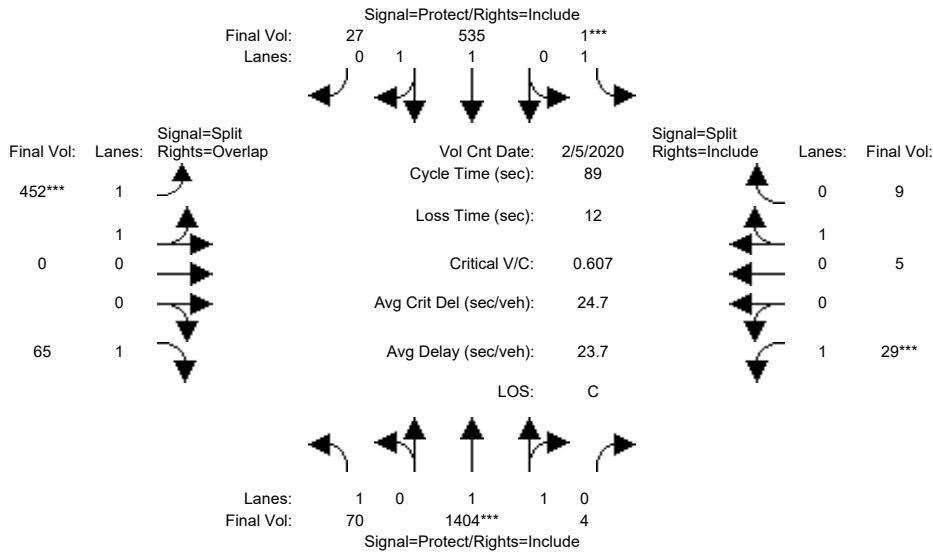 Signal=Protect/Rights=Include
Final Vol: 27 535 1***
Lanes: 0 1 1 0 1
Signal=Split Signal=Split
Final Vol: Lanes: Rights=Overlap Vol Cnt Date: 2/5/2020 Rights=Include Lanes: Final Vol:
Cycle Time (sec): 89
452*** 1 0 9
Loss Time (sec): 12
1 1
0 0 Critical V/C: 0.607 0 5
0 Avg Crit Del (sec/veh): 24.7 0
65 1 Avg Delay (sec/veh): 23.7 1 29***
LOS: C
Lanes: 1 0 1 1 0
Final Vol: 70 1404*** 4
Signal=Protect/Rights=Include